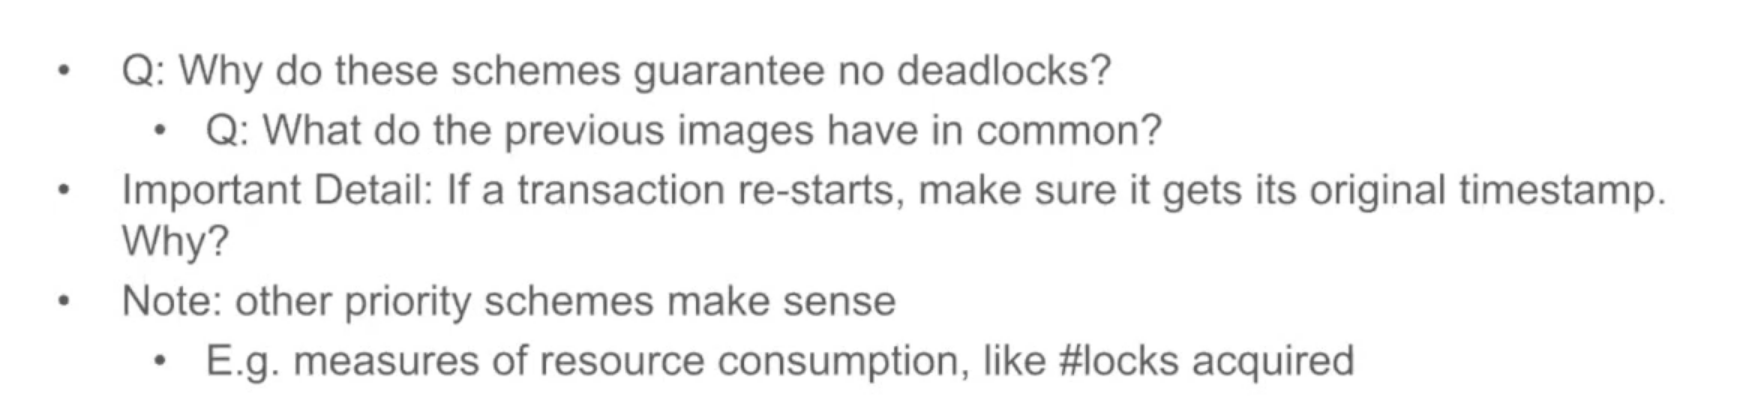 • Q: Why do these schemes guarantee no deadlocks?
• Q: What do the previous images have in common?
• Important Detail: If a transaction re-starts, make sure it gets its original timestamp.
Why?
• Note: other priority schemes make sense
• E.g. measures of resource consumption, like #locks acquired